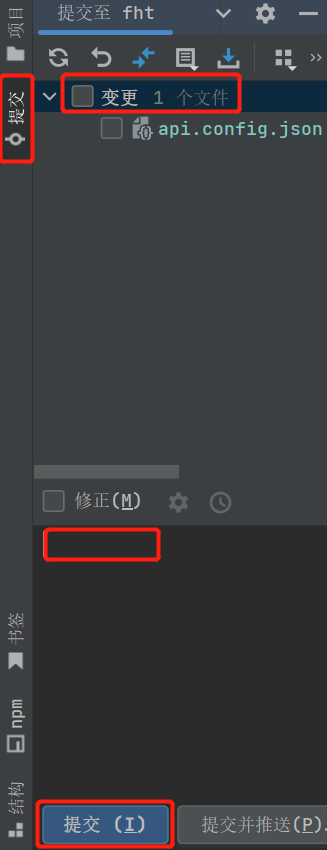 项目
提交至 fht
提交
变更 1 个文件
api.config.json
修正(M)
书签
npm
结构
提交 (I)
提交并推送(P).